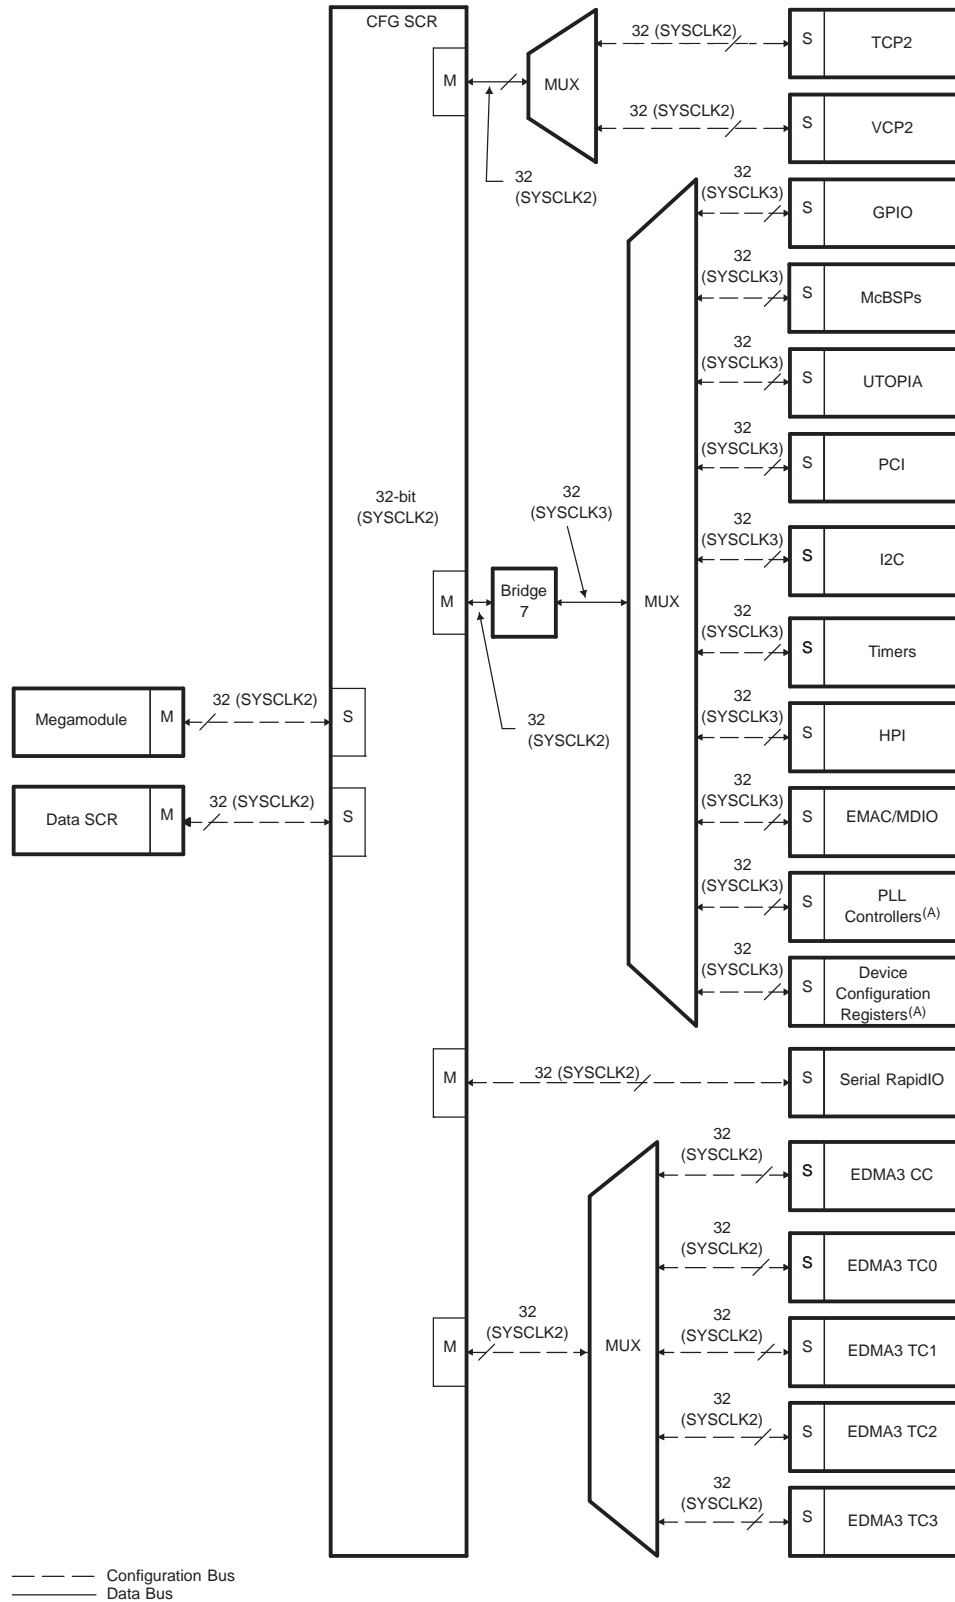 CFG SCR
M
32 (SYSCLK2)
MUX
32 (SYSCLK2)
S
TCP2
32 (SYSCLK2)
S
VCP2
32
(SYSCLK2)
32
(SYSCLK3)
S
GPIO
32
(SYSCLK3)
S
McBSPs
32
(SYSCLK3)
S
UTOPIA
32
(SYSCLK3)
S
PCI
32-bit
(SYSCLK2)
32
(SYSCLK3)
32
(SYSCLK3)
S
I2C
M
Bridge
7
MUX
32
(SYSCLK3)
S
Timers
Megamodule
M
32 (SYSCLK2)
S
32
(SYSCLK2)
32
(SYSCLK3)
S
HPI
Data SCR
M
32 (SYSCLK2)
S
32
(SYSCLK3)
S
EMAC/MDIO
32
(SYSCLK3)
S
PLL
Controllers(A)
32
(SYSCLK3)
S
Device
Configuration
Registers(A)
M
32 (SYSCLK2)
S
Serial RapidIO
32
(SYSCLK2)
S
EDMA3 CC
32
(SYSCLK2)
S
EDMA3 TC0
M
32
(SYSCLK2)
MUX
32
(SYSCLK2)
S
EDMA3 TC1
32
(SYSCLK2)
S
EDMA3 TC2
32
(SYSCLK2)
S
EDMA3 TC3
Configuration Bus
Data Bus